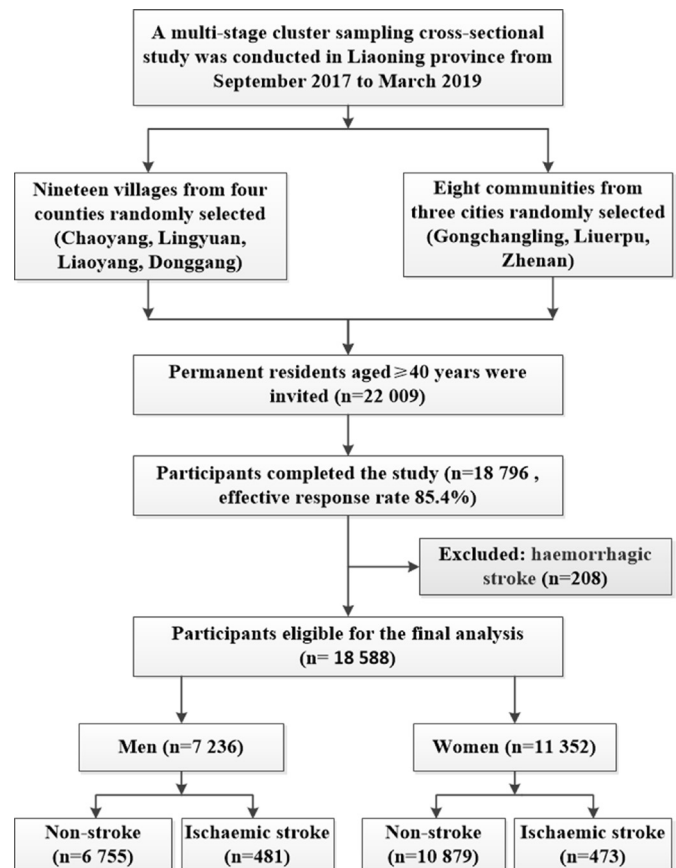 A multi-stage cluster sampling cross-sectional
study was conducted in Liaoning province from
September 2017 to March 2019
Nineteen villages from four
counties randomly selected
(Chaoyang, Lingyuan,
Liaoyang, Donggang)
Eight communities from
three cities randomly selected
(Gongchangling, Liuerpu,
Zhenan)
Permanent residents aged⩾40 years were
invited (n=22 009)
Participants completed the study (n=18 796 ,
effective response rate 85.4%)
Excluded: haemorrhagic
stroke (n=208)
Participants eligible for the final analysis
(n= 18 588)
Men (n=7 236)
Women (n=11 352)
Non-stroke
(n=6 755)
Ischaemic stroke
(n=481)
Non-stroke
(n=10 879)
Ischaemic stroke
(n=473)